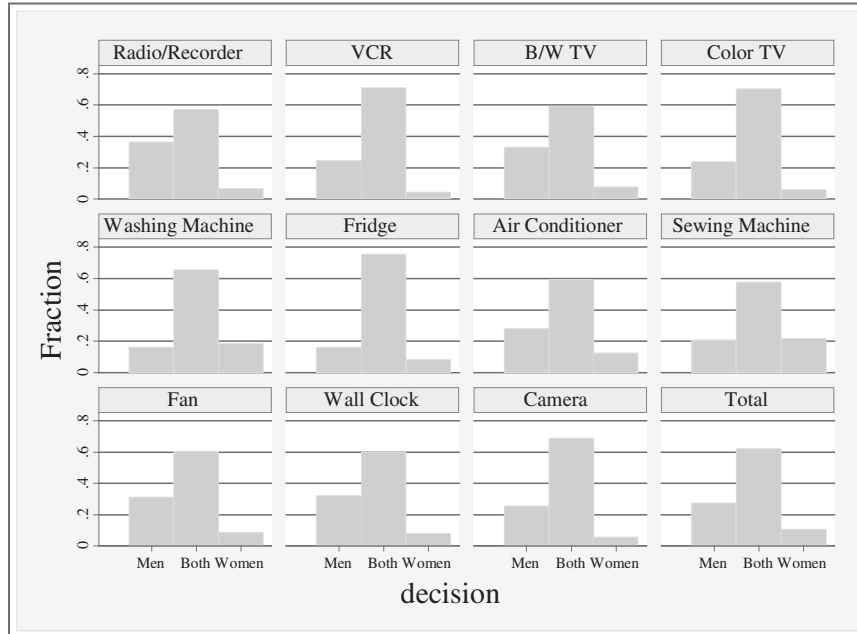 Radio/Recorder VCR B/W TV Color TV
0 .2 .4 .6 .8
Washing Machine Fridge Air Conditioner Sewing Machine
0 .2 .4 .6 .8
Fan Wall Clock Camera Total
0 .2 .4 .6 .8
Fraction
Men Both Women Men Both Women Men Both Women Men Both Women
decision